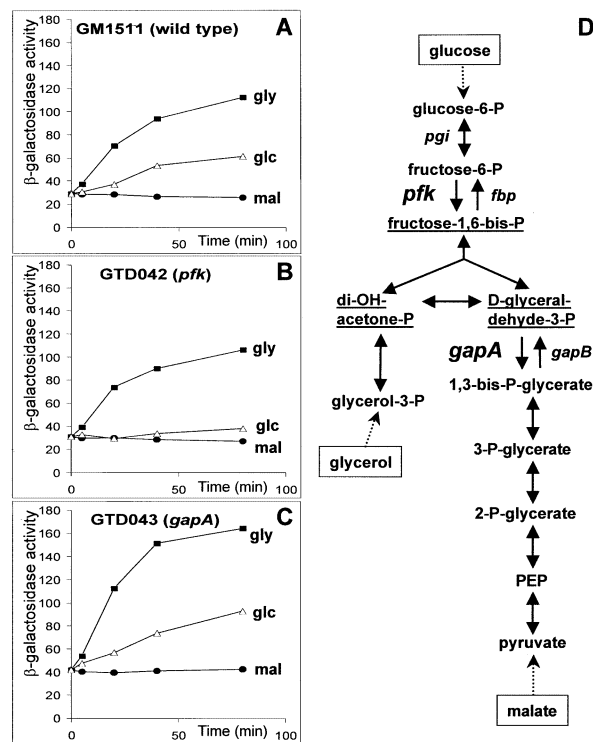 A
GM1511 (wild type)
β-galactosidase activity
180
160
140
120
100
80
60
40
20
0
gly
glc
mal
0
50
Time (min)
100
B
GTD042 (pfk)
β-galactosidase activity
180
160
140
120
100
80
60
40
20
0
gly
glc
mal
0
50
Time (min)
100
C
GTD043 (gapA)
β-galactosidase activity
180
160
140
120
100
80
60
40
20
0
gly
glc
mal
0
50
Time (min)
100
D
glucose
glucose-6-P
pgi
fructose-6-P
pfk
fbp
fructose-1,6-bis-P
di-OH-
acetone-P
D-glyceral-
dehyde-3-P
gapA
gapB
glycerol-3-P
glycerol
1,3-bis-P-glycerate
3-P-glycerate
2-P-glycerate
PEP
pyruvate
malate